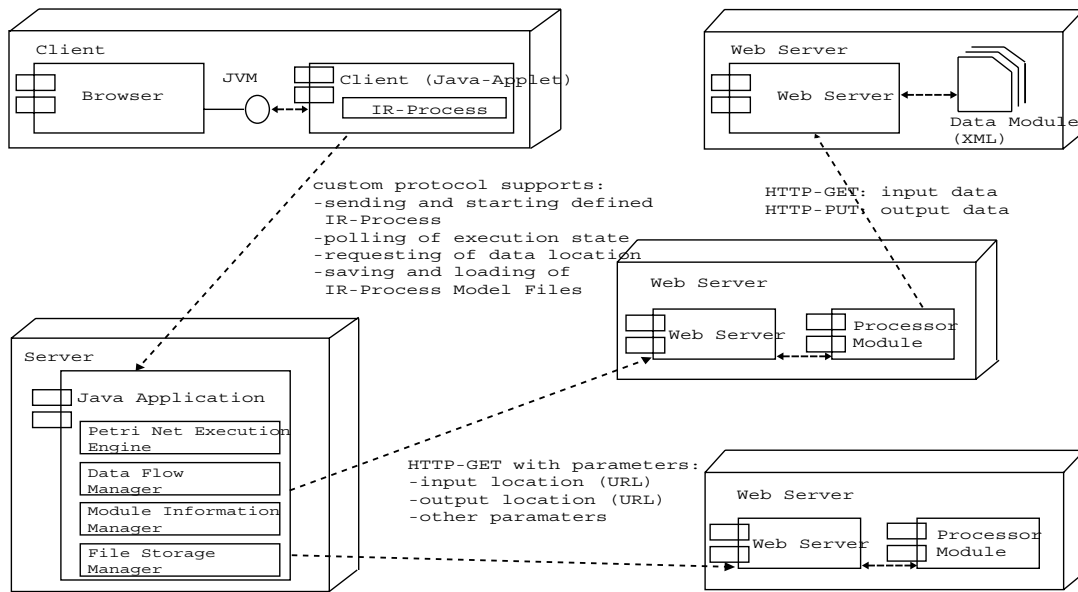 Client
JVM
Browser
Client (Java-Applet)
IR-Process
Web Server
Web Server
Data Module
(XML)
custom protocol supports:
-sending and starting defined
IR-Process
-polling of execution state
-requesting of data location
-saving and loading of
IR-Process Model Files
HTTP-GET: input data
HTTP-PUT: output data
Web Server
Web Server
Processor
Module
Server
Java Application
Petri Net Execution
Engine
Data Flow
Manager
Module Information
Manager
File Storage
Manager
HTTP-GET with parameters:
-input location (URL)
-output location (URL)
-other paramaters
Web Server
Web Server
Processor
Module